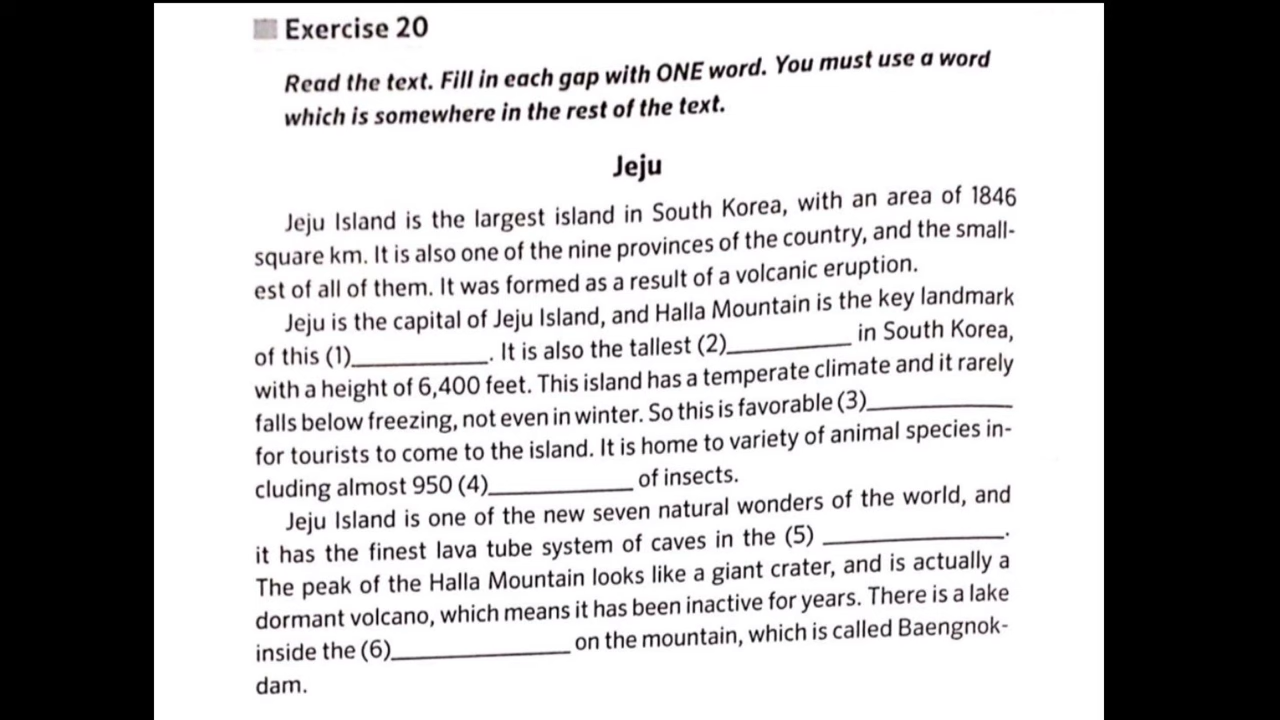 Exercise 20
Read the text. Fill in each gap with ONE word. You must use a word
which is somewhere in the rest of the text.
Jeju
Jeju Island is the largest island in South Korea, with an area of 1846
square km. It is also one of the nine provinces of the country, and the small-
est of all of them. It was formed as a result of a volcanic eruption.
Jeju is the capital of Jeju Island, and Halla Mountain is the key landmark
of this (1)____________. It is also the tallest (2)___________ in South Korea,
with a height of 6,400 feet. This island has a temperate climate and it rarely
falls below freezing, not even in winter. So this is favorable (3)____________
for tourists to come to the island. It is home to variety of animal species in-
cluding almost 950 (4)____________ of insects.
Jeju Island is one of the new seven natural wonders of the world, and
it has the finest lava tube system of caves in the (5) _______________.
The peak of the Halla Mountain looks like a giant crater, and is actually a
dormant volcano, which means it has been inactive for years. There is a lake
inside the (6)_______________ on the mountain, which is called Baengnok-
dam.